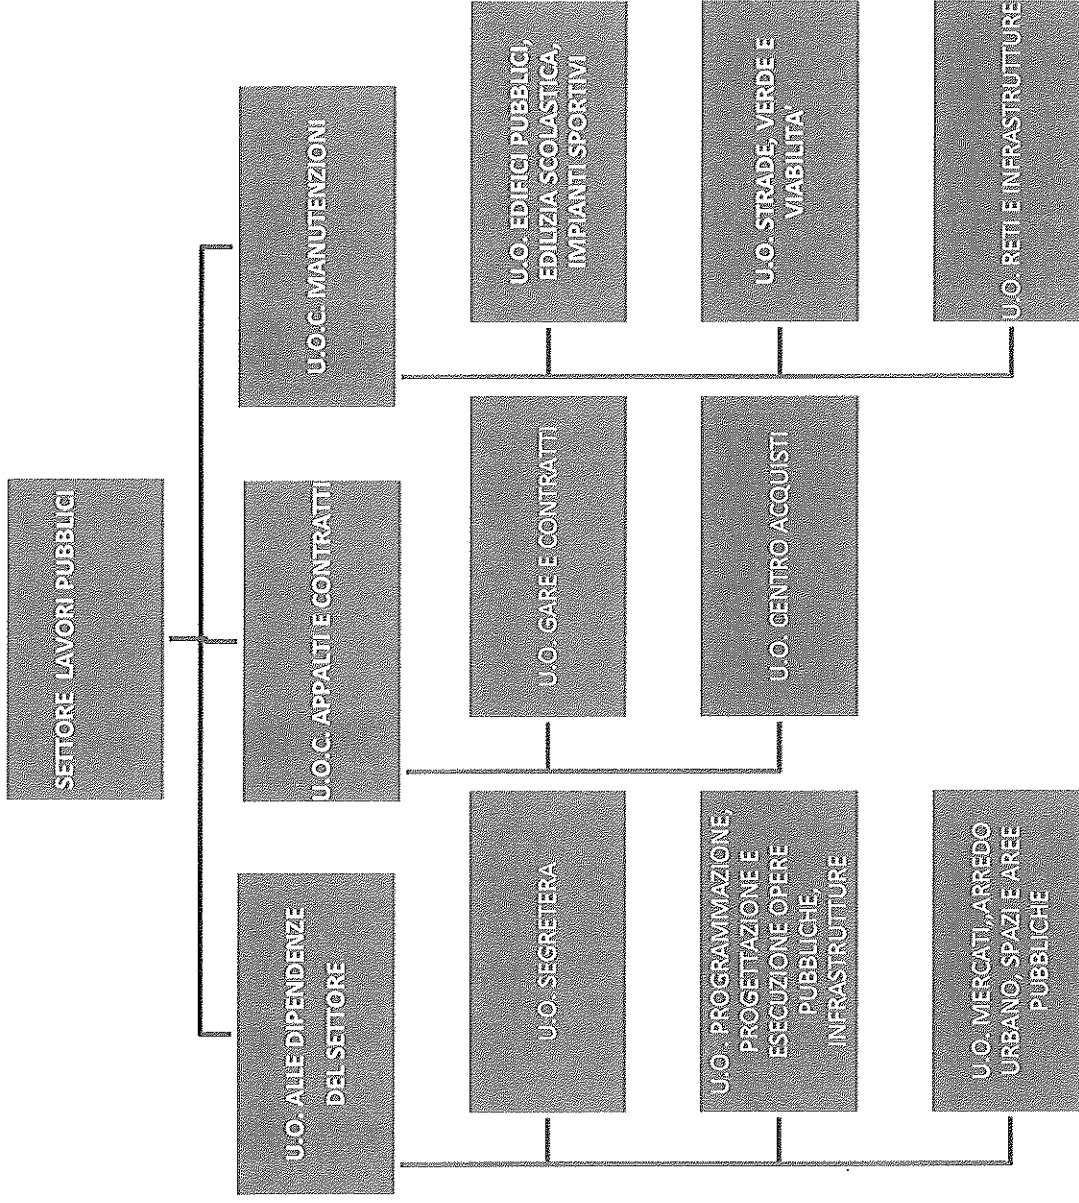 SETTORE LAVORI PUBBLICI
U.O. ALLE DIPENDENZE
DEL SETTORE
U.O. SEGRETERA
U.O. PROGRAMMAZIONE,
PROGETTAZIONE E
ESECUZIONE OPERE
PUBBLICHE,
INFRASTRUTTURE
U.O. MERCATI,,ARREDO
URBANO, SPAZI E AREE
PUBBLICHE
U.O.C. APPALTI E CONTRATTI
U.O. GARE E CONTRATTI
U.O. CENTRO ACQUISTI
U.O.C. MANUTENZIONI
U.O. EDIFICI PUBBLICI,
EDILIZIA SCOLASTICA,
IMPIANTI SPORTIVI
U.O. STRADE, VERDE E
VIABILITA'
U.O. RETI E INFRASTRUTTURE